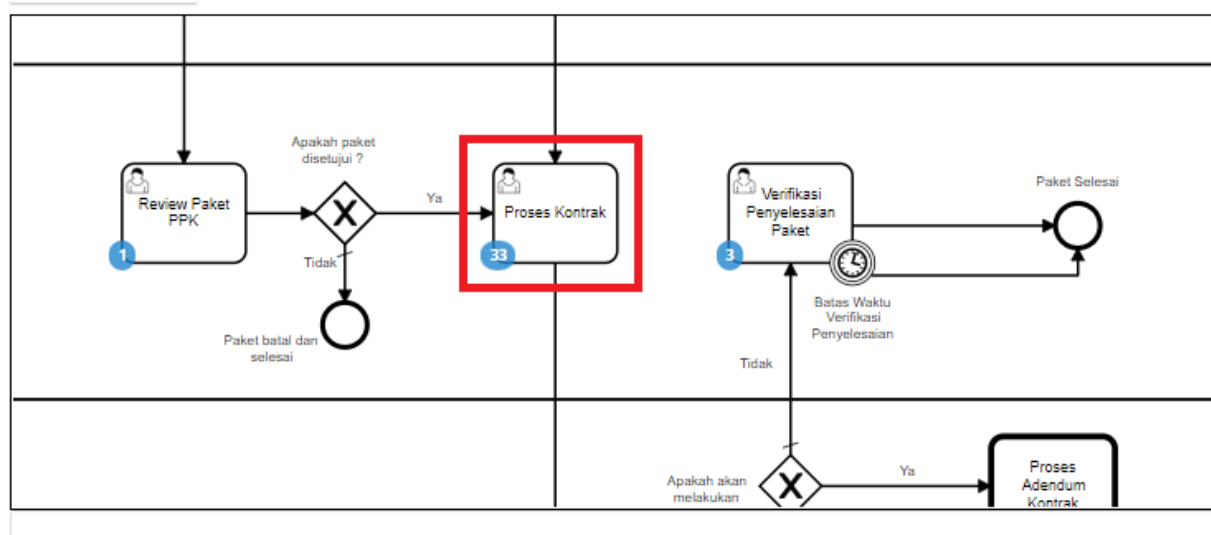 Apakah paket
disetujui ?
Review Paket
PPK
1
Ya
Tidak
Paket batal dan
selesai
Proses Kontrak
33
Verifikasi
Penyelesaian
Paket
3
Paket Selesai
Batas Waktu
Verifikasi
Penyelesaian
Tidak
Apakah akan
melakukan
Ya
Proses
Adendum
Kontrak